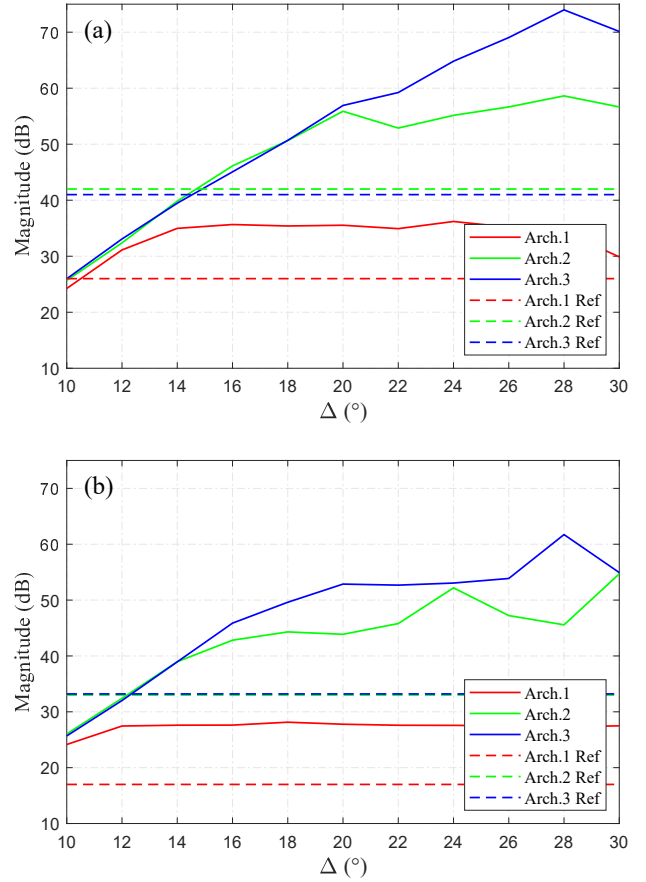 (a)
70
60
50
40
30
20
10
Magnitude (dB)
Arch.1
Arch.2
Arch.3
Arch.1 Ref
Arch.2 Ref
Arch.3 Ref
10 12 14 16 18 20 22 24 26 28 30
Δ (°)
(b)
70
60
50
40
30
20
10
Magnitude (dB)
Arch.1
Arch.2
Arch.3
Arch.1 Ref
Arch.2 Ref
Arch.3 Ref
10 12 14 16 18 20 22 24 26 28 30
Δ (°)